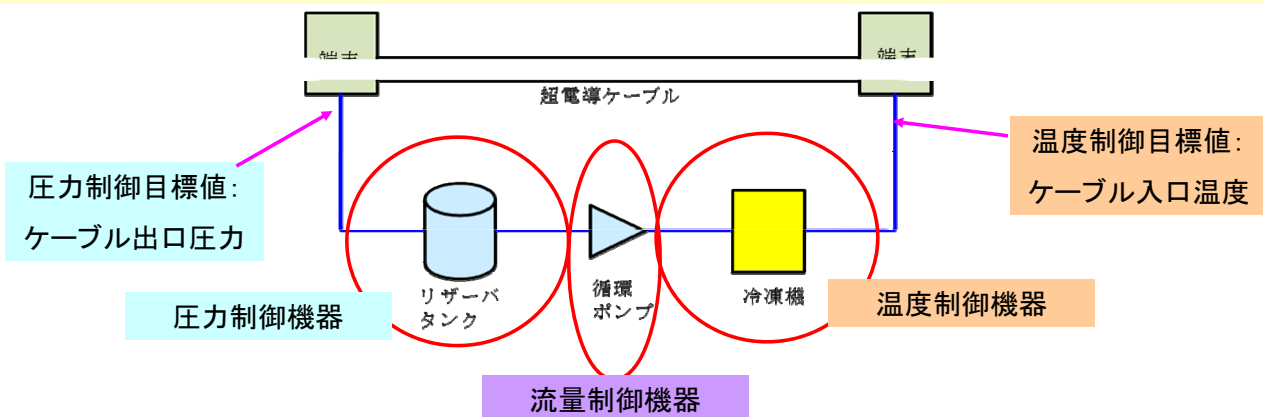 端末
端末
超電導ケーブル
圧力制御目標値：
ケーブル出口圧力
温度制御目標値：
ケーブル入口温度
リザーバ
タンク
循環
ポンプ
冷凍機
圧力制御機器
温度制御機器
流量制御機器